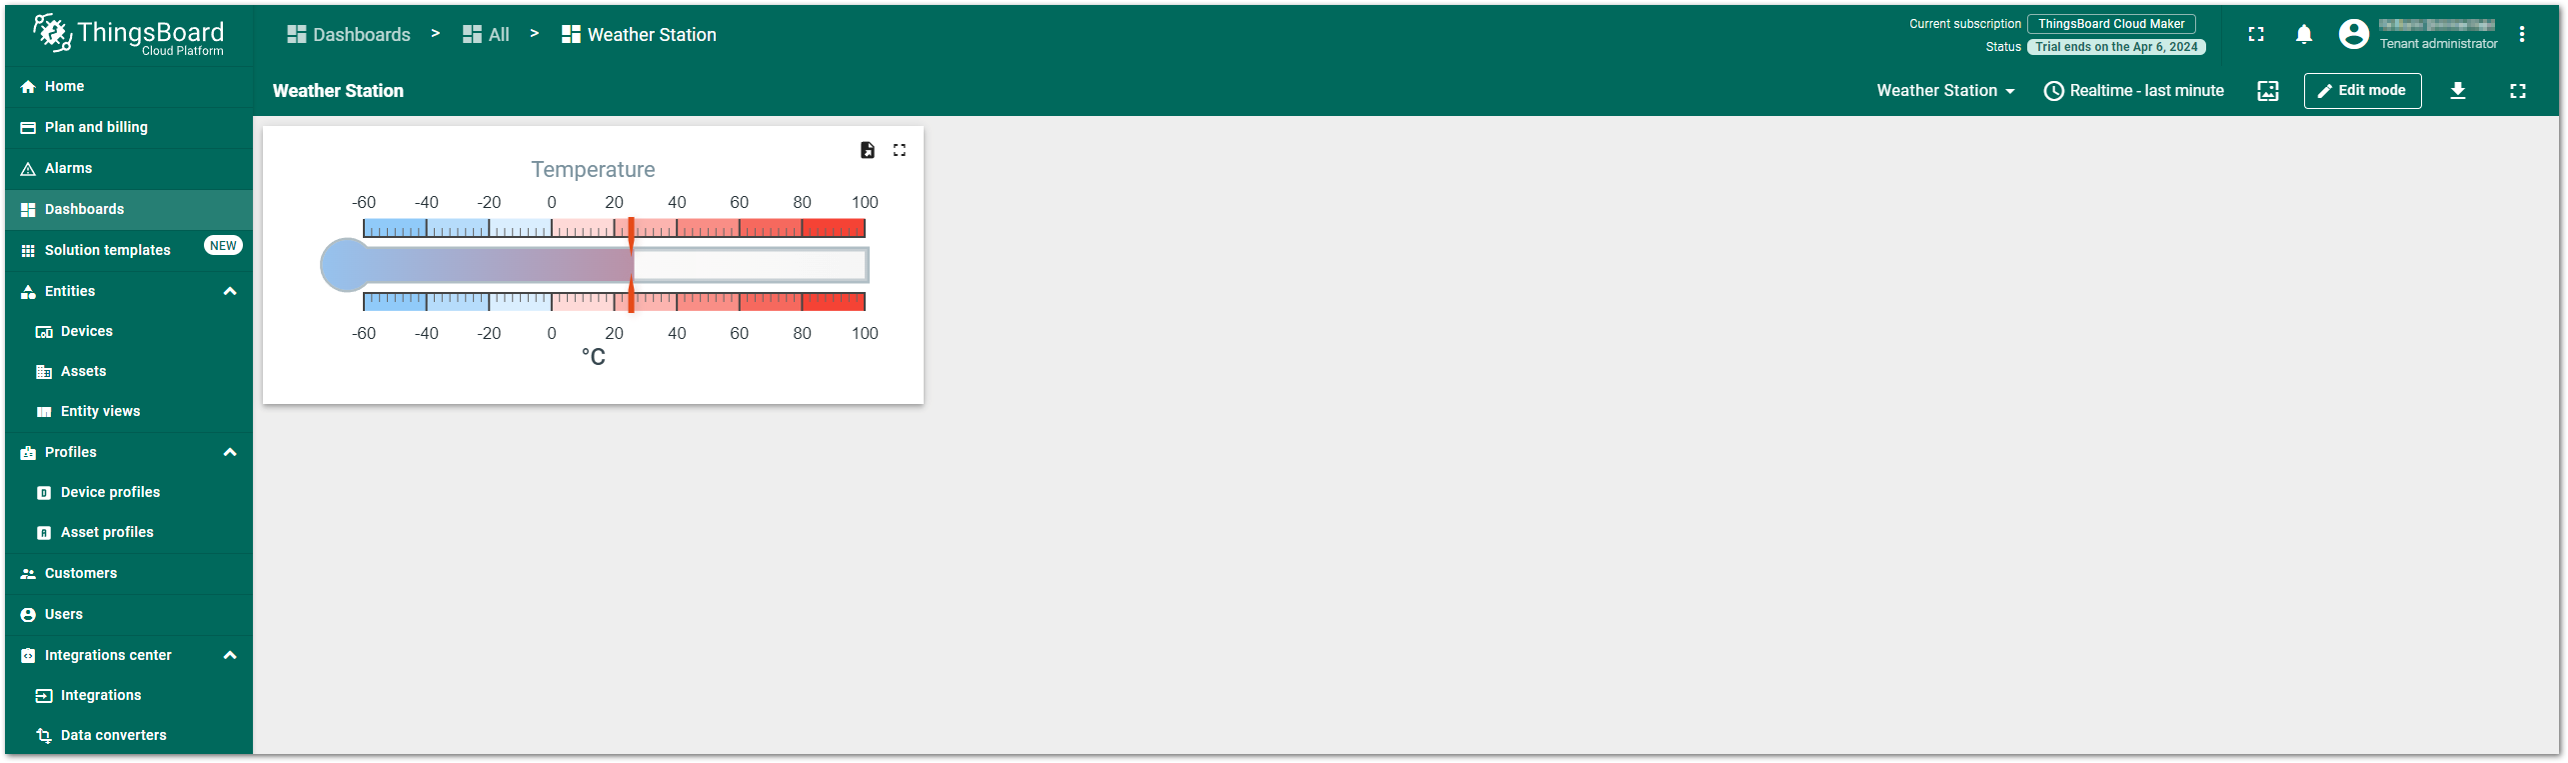 ThingsBoard
Cloud Platform
Dashboards > All > Weather Station
Current subscription ThingsBoard Cloud Maker
Status Trial ends on the Apr 6, 2024
Tenant administrator
Weather Station
Weather Station
Realtime - last minute
Edit mode
Home
Plan and billing
Alarms
Dashboards
Solution templates NEW
Entities
Devices
Assets
Entity views
Profiles
Device profiles
Asset profiles
Customers
Users
Integrations center
Integrations
Data converters
Temperature
-60 -40 -20 0 20 40 60 80 100
-60 -40 -20 0 20 40 60 80 100
°C